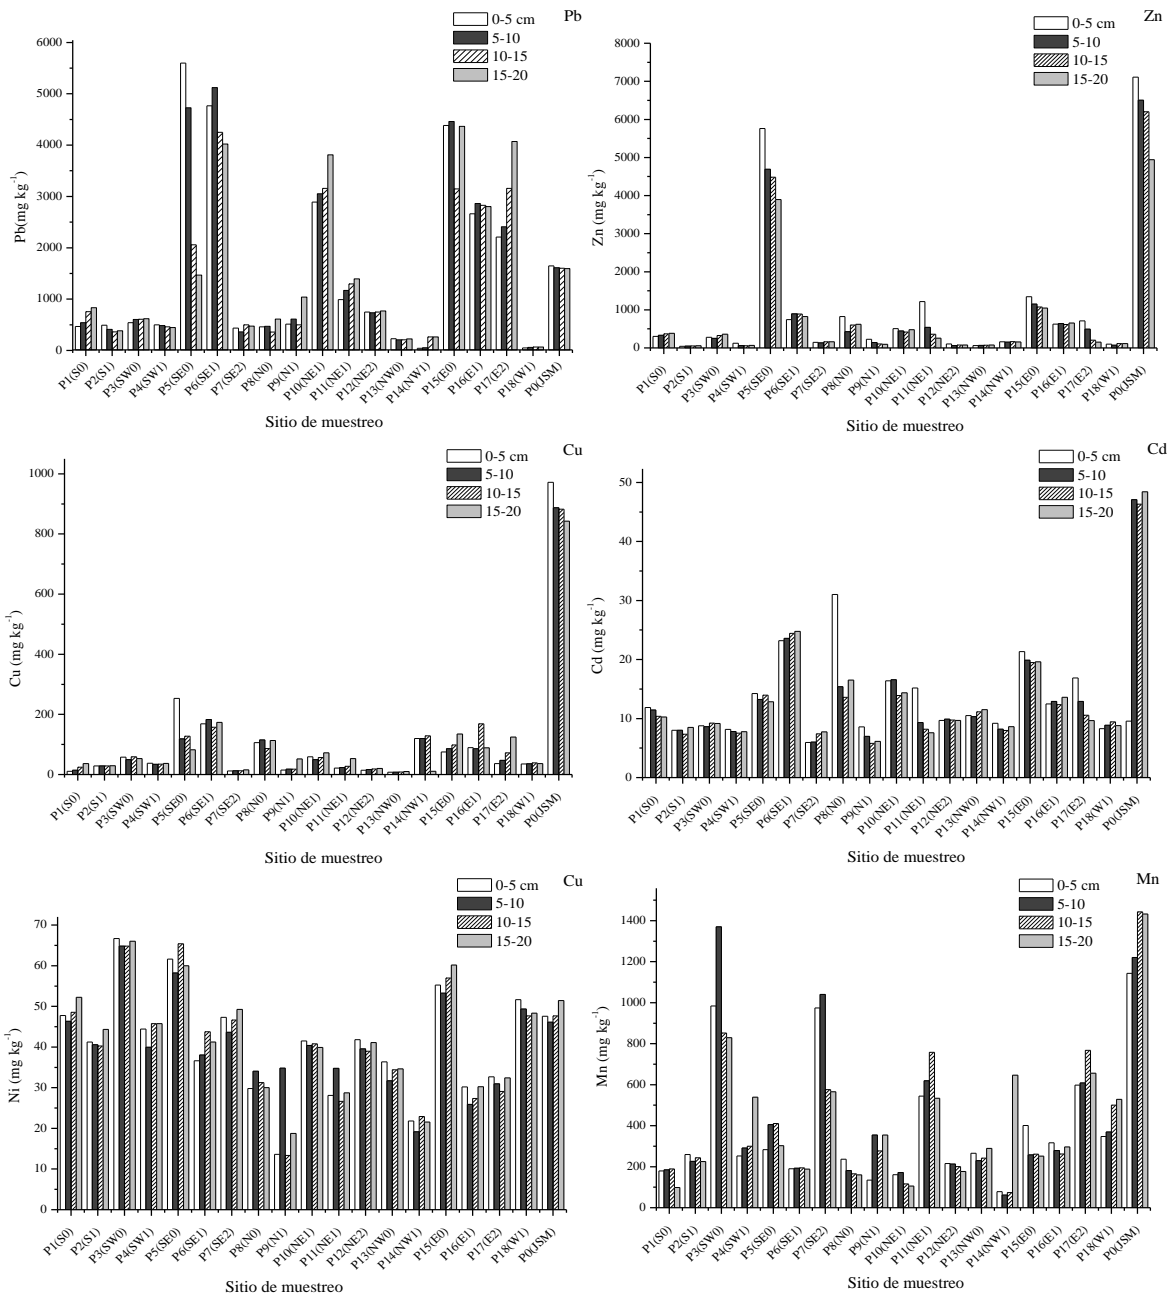 Pb
0-5 cm
5-10
10-15
15-20
6000
5000
4000
3000
2000
1000
0
Pb(mg kg-1)
P1(S0) P2(S1) P3(SW0) P4(SW1) P5(SE0) P6(SE1) P7(SE2) P8(N0) P9(N1) P10(NE1) P11(NE1) P12(NE2) P13(NW0) P14(NW1) P15(E0) P16(E1) P17(E2) P18(W1) P0(JSM)
Sitio de muestreo
Zn
0-5 cm
5-10
10-15
15-20
8000
7000
6000
5000
4000
3000
2000
1000
0
Zn (mg kg-1)
P1(S0) P2(S1) P3(SW0) P4(SW1) P5(SE0) P6(SE1) P7(SE2) P8(N0) P9(N1) P10(NE1) P11(NE1) P12(NE2) P13(NW0) P14(NW1) P15(E0) P16(E1) P17(E2) P18(W1) P0(JSM)
Sitio de muestreo
Cu
0-5 cm
5-10
10-15
15-20
1000
800
600
400
200
0
Cu (mg kg-1)
P1(S0) P2(S1) P3(SW0) P4(SW1) P5(SE0) P6(SE1) P7(SE2) P8(N0) P9(N1) P10(NE1) P11(NE1) P12(NE2) P13(NW0) P14(NW1) P15(E0) P16(E1) P17(E2) P18(W1) P0(JSM)
Sitio de muestreo
Cd
0-5 cm
5-10
10-15
15-20
50
40
30
20
10
0
Cd (mg kg-1)
P1(S0) P2(S1) P3(SW0) P4(SW1) P5(SE0) P6(SE1) P7(SE2) P8(N0) P9(N1) P10(NE1) P11(NE1) P12(NE2) P13(NW0) P14(NW1) P15(E0) P16(E1) P17(E2) P18(W1) P0(JSM)
Sitio de muestreo
Cu
0-5 cm
5-10
10-15
15-20
70
60
50
40
30
20
10
0
Ni (mg kg-1)
P1(S0) P2(S1) P3(SW0) P4(SW1) P5(SE0) P6(SE1) P7(SE2) P8(N0) P9(N1) P10(NE1) P11(NE1) P12(NE2) P13(NW0) P14(NW1) P15(E0) P16(E1) P17(E2) P18(W1) P0(JSM)
Sitio de muestreo
Mn
0-5 cm
5-10
10-15
15-20
1400
1200
1000
800
600
400
200
0
Mn (mg kg-1)
P1(S0) P2(S1) P3(SW0) P4(SW1) P5(SE0) P6(SE1) P7(SE2) P8(N0) P9(N1) P10(NE1) P11(NE1) P12(NE2) P13(NW0) P14(NW1) P15(E0) P16(E1) P17(E2) P18(W1) P0(JSM)
Sitio de muestreo